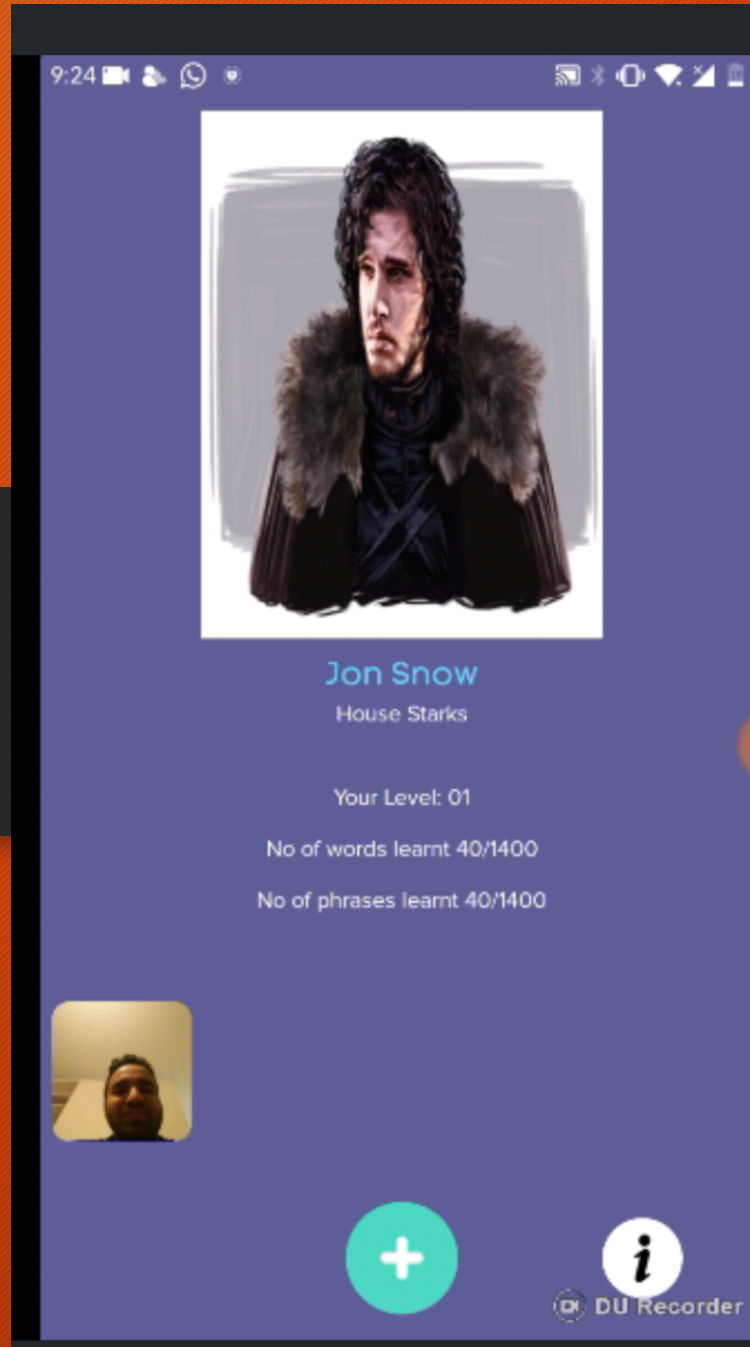 9:24
Jon Snow
House Starks
Your Level: 01
No of words learnt 40/1400
No of phrases learnt 40/1400
i
DU Recorder